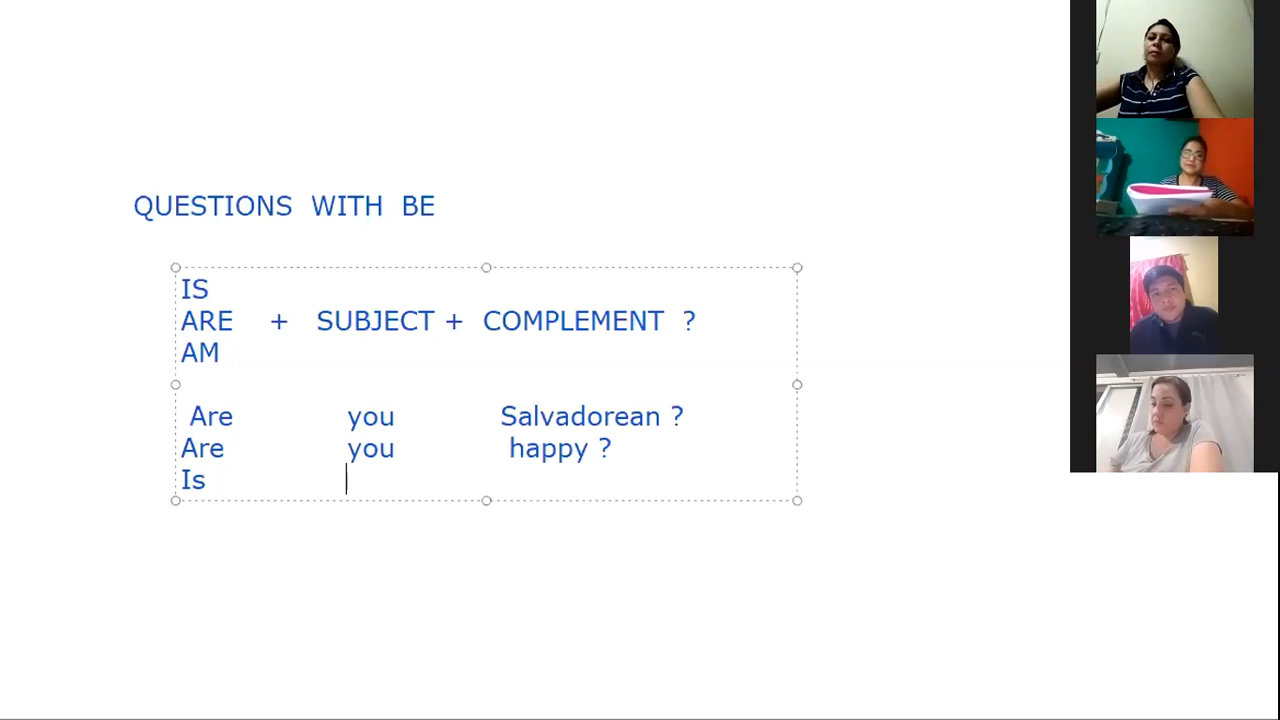 QUESTIONS WITH BE
IS
ARE + SUBJECT + COMPLEMENT ?
AM
Are you Salvadorean ?
Are you happy ?
Is